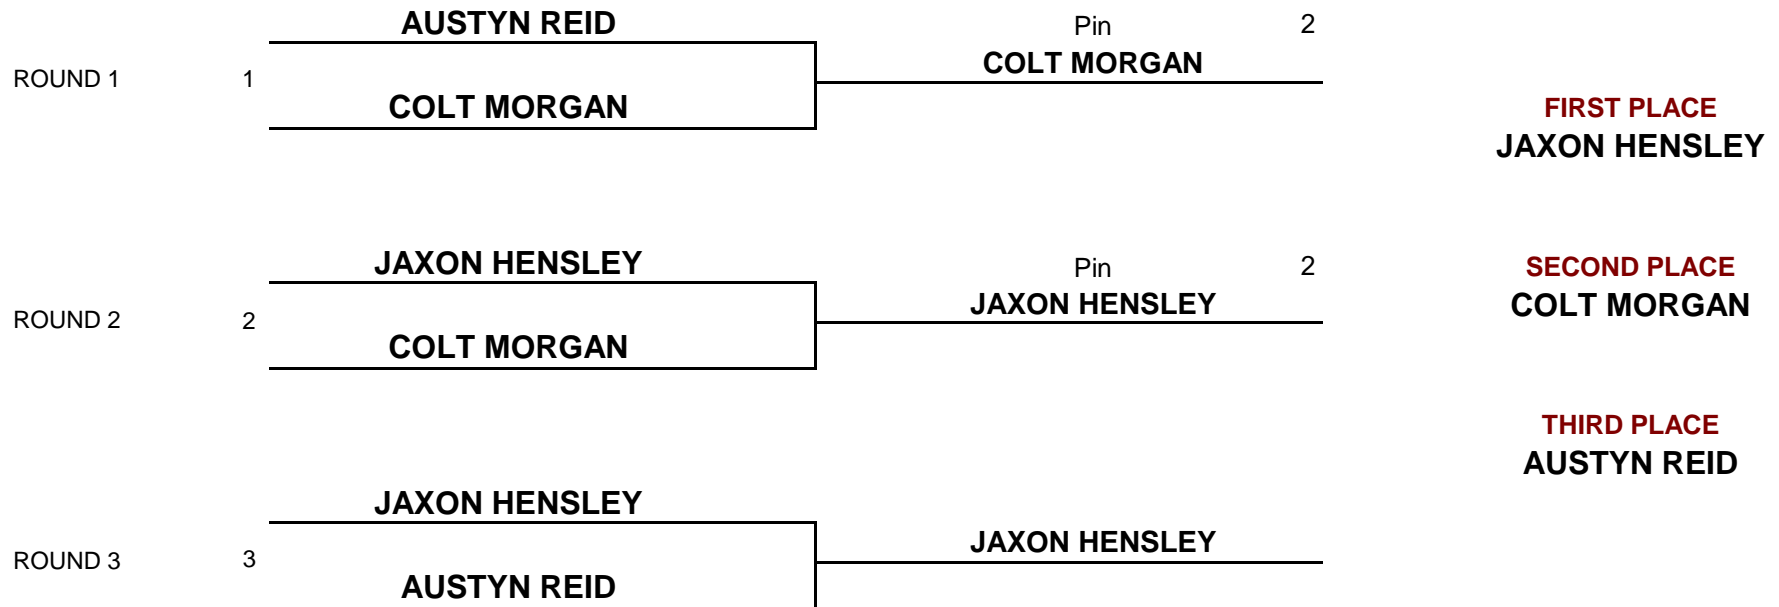 AUSTYN REID
Pin 2
COLT MORGAN
ROUND 1 1
COLT MORGAN
FIRST PLACE
JAXON HENSLEY
JAXON HENSLEY
Pin 2
JAXON HENSLEY
ROUND 2 2
COLT MORGAN
SECOND PLACE
COLT MORGAN
THIRD PLACE
AUSTYN REID
JAXON HENSLEY
JAXON HENSLEY
ROUND 3 3
AUSTYN REID